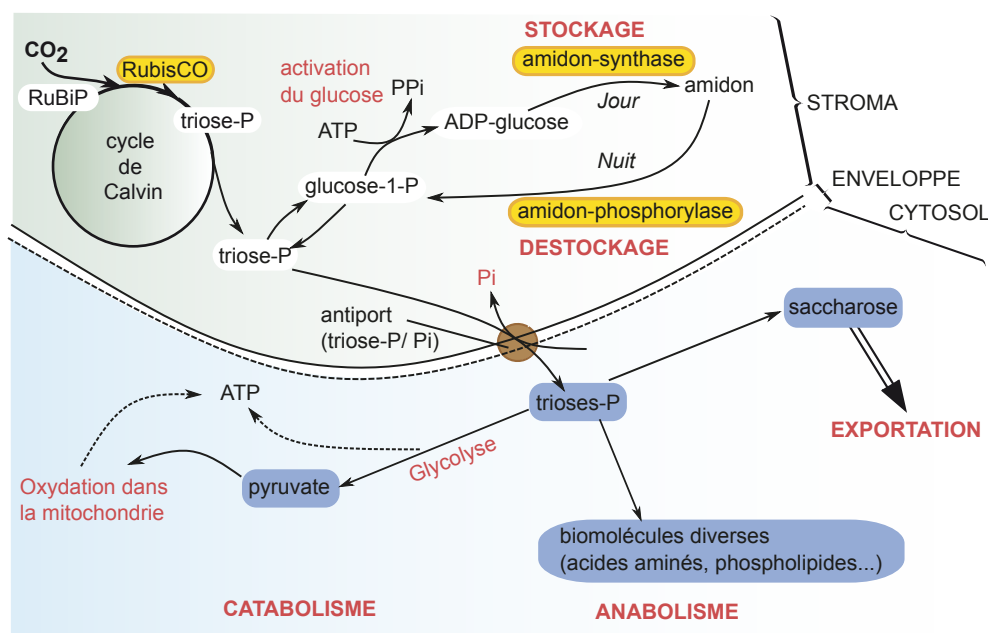 STOCKAGE
CO2
RubisCO
amidon-synthase
activation
du glucose
PPi
RuBiP
triose-P
ATP
ADP-glucose
Jour
amidon
STROMA
cycle
de
Calvin
Nuit
glucose-1-P
ENVELOPPE
amidon-phosphorylase
CYTOSOL
triose-P
DESTOCKAGE
Pi
antiport
(triose-P/ Pi)
saccharose
ATP
trioses-P
EXPORTATION
Glycolyse
Oxydation dans
la mitochondrie
pyruvate
biomolécules diverses
(acides aminés, phospholipides...)
CATABOLISME
ANABOLISME